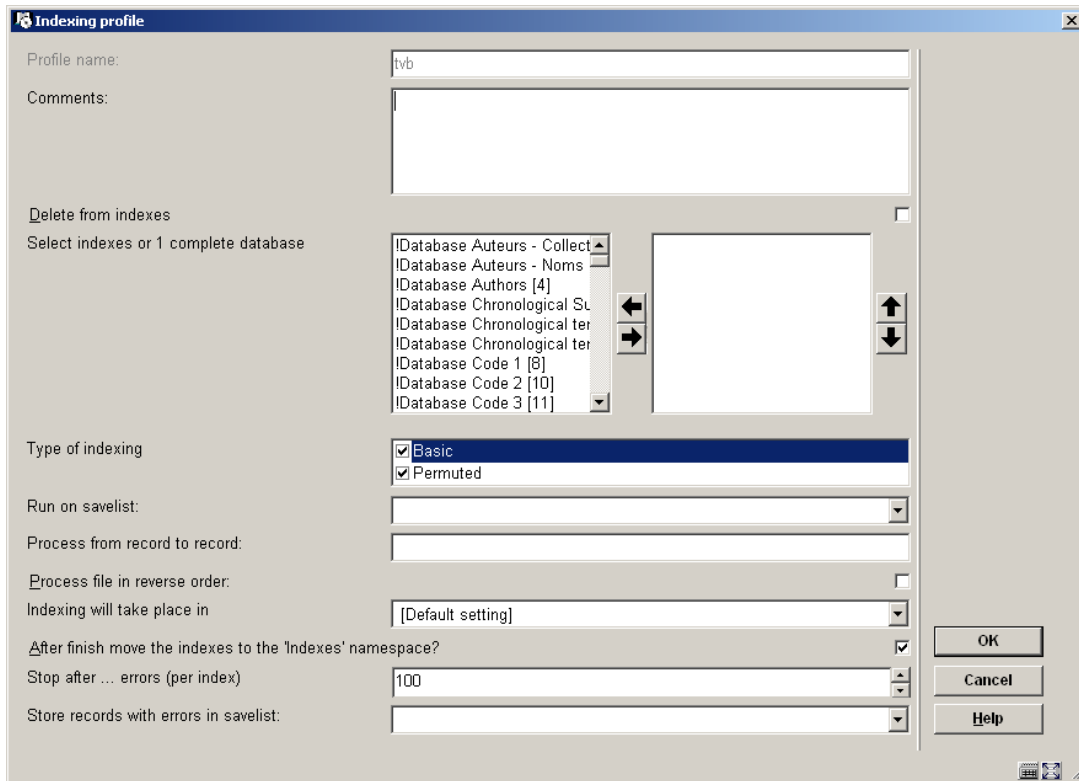 Indexing profile
Profile name:
tvb
Comments:
Delete from indexes
Select indexes or 1 complete database
!Database Auteurs - Collect
!Database Auteurs - Noms
!Database Authors [4]
!Database Chronological Su
!Database Chronological ter
!Database Chronological ter
!Database Code 1 [8]
!Database Code 2 [10]
!Database Code 3 [11]
Type of indexing
Basic
Permuted
Run on savelist:
Process from record to record:
Process file in reverse order:
Indexing will take place in
[Default setting]
After finish move the indexes to the 'Indexes' namespace?
Stop after ... errors (per index)
100
Store records with errors in savelist:
OK
Cancel
Help